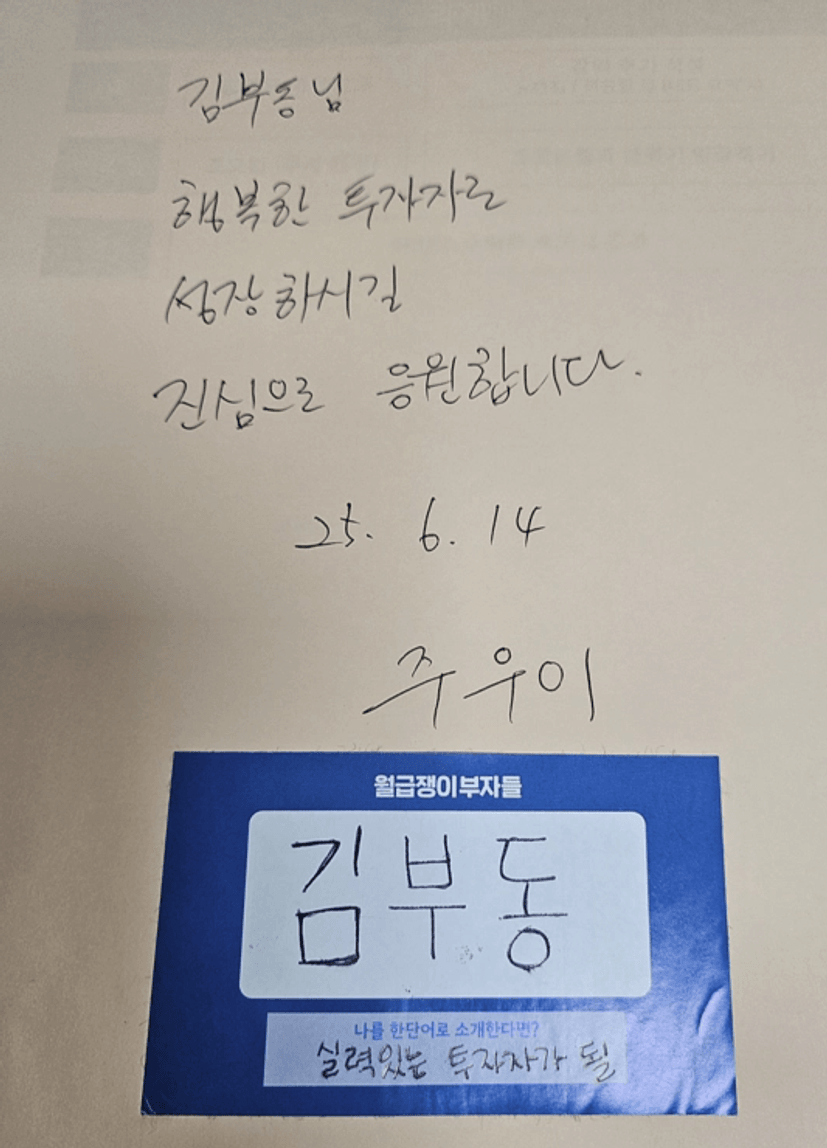 김부동님
행복한 투자자로
성장하시길
진심으로 응원합니다.
25. 6. 14
주우이
월급쟁이부자들
김부동
나를 한단어로 소개한다면?
실력있는 투자자가 될